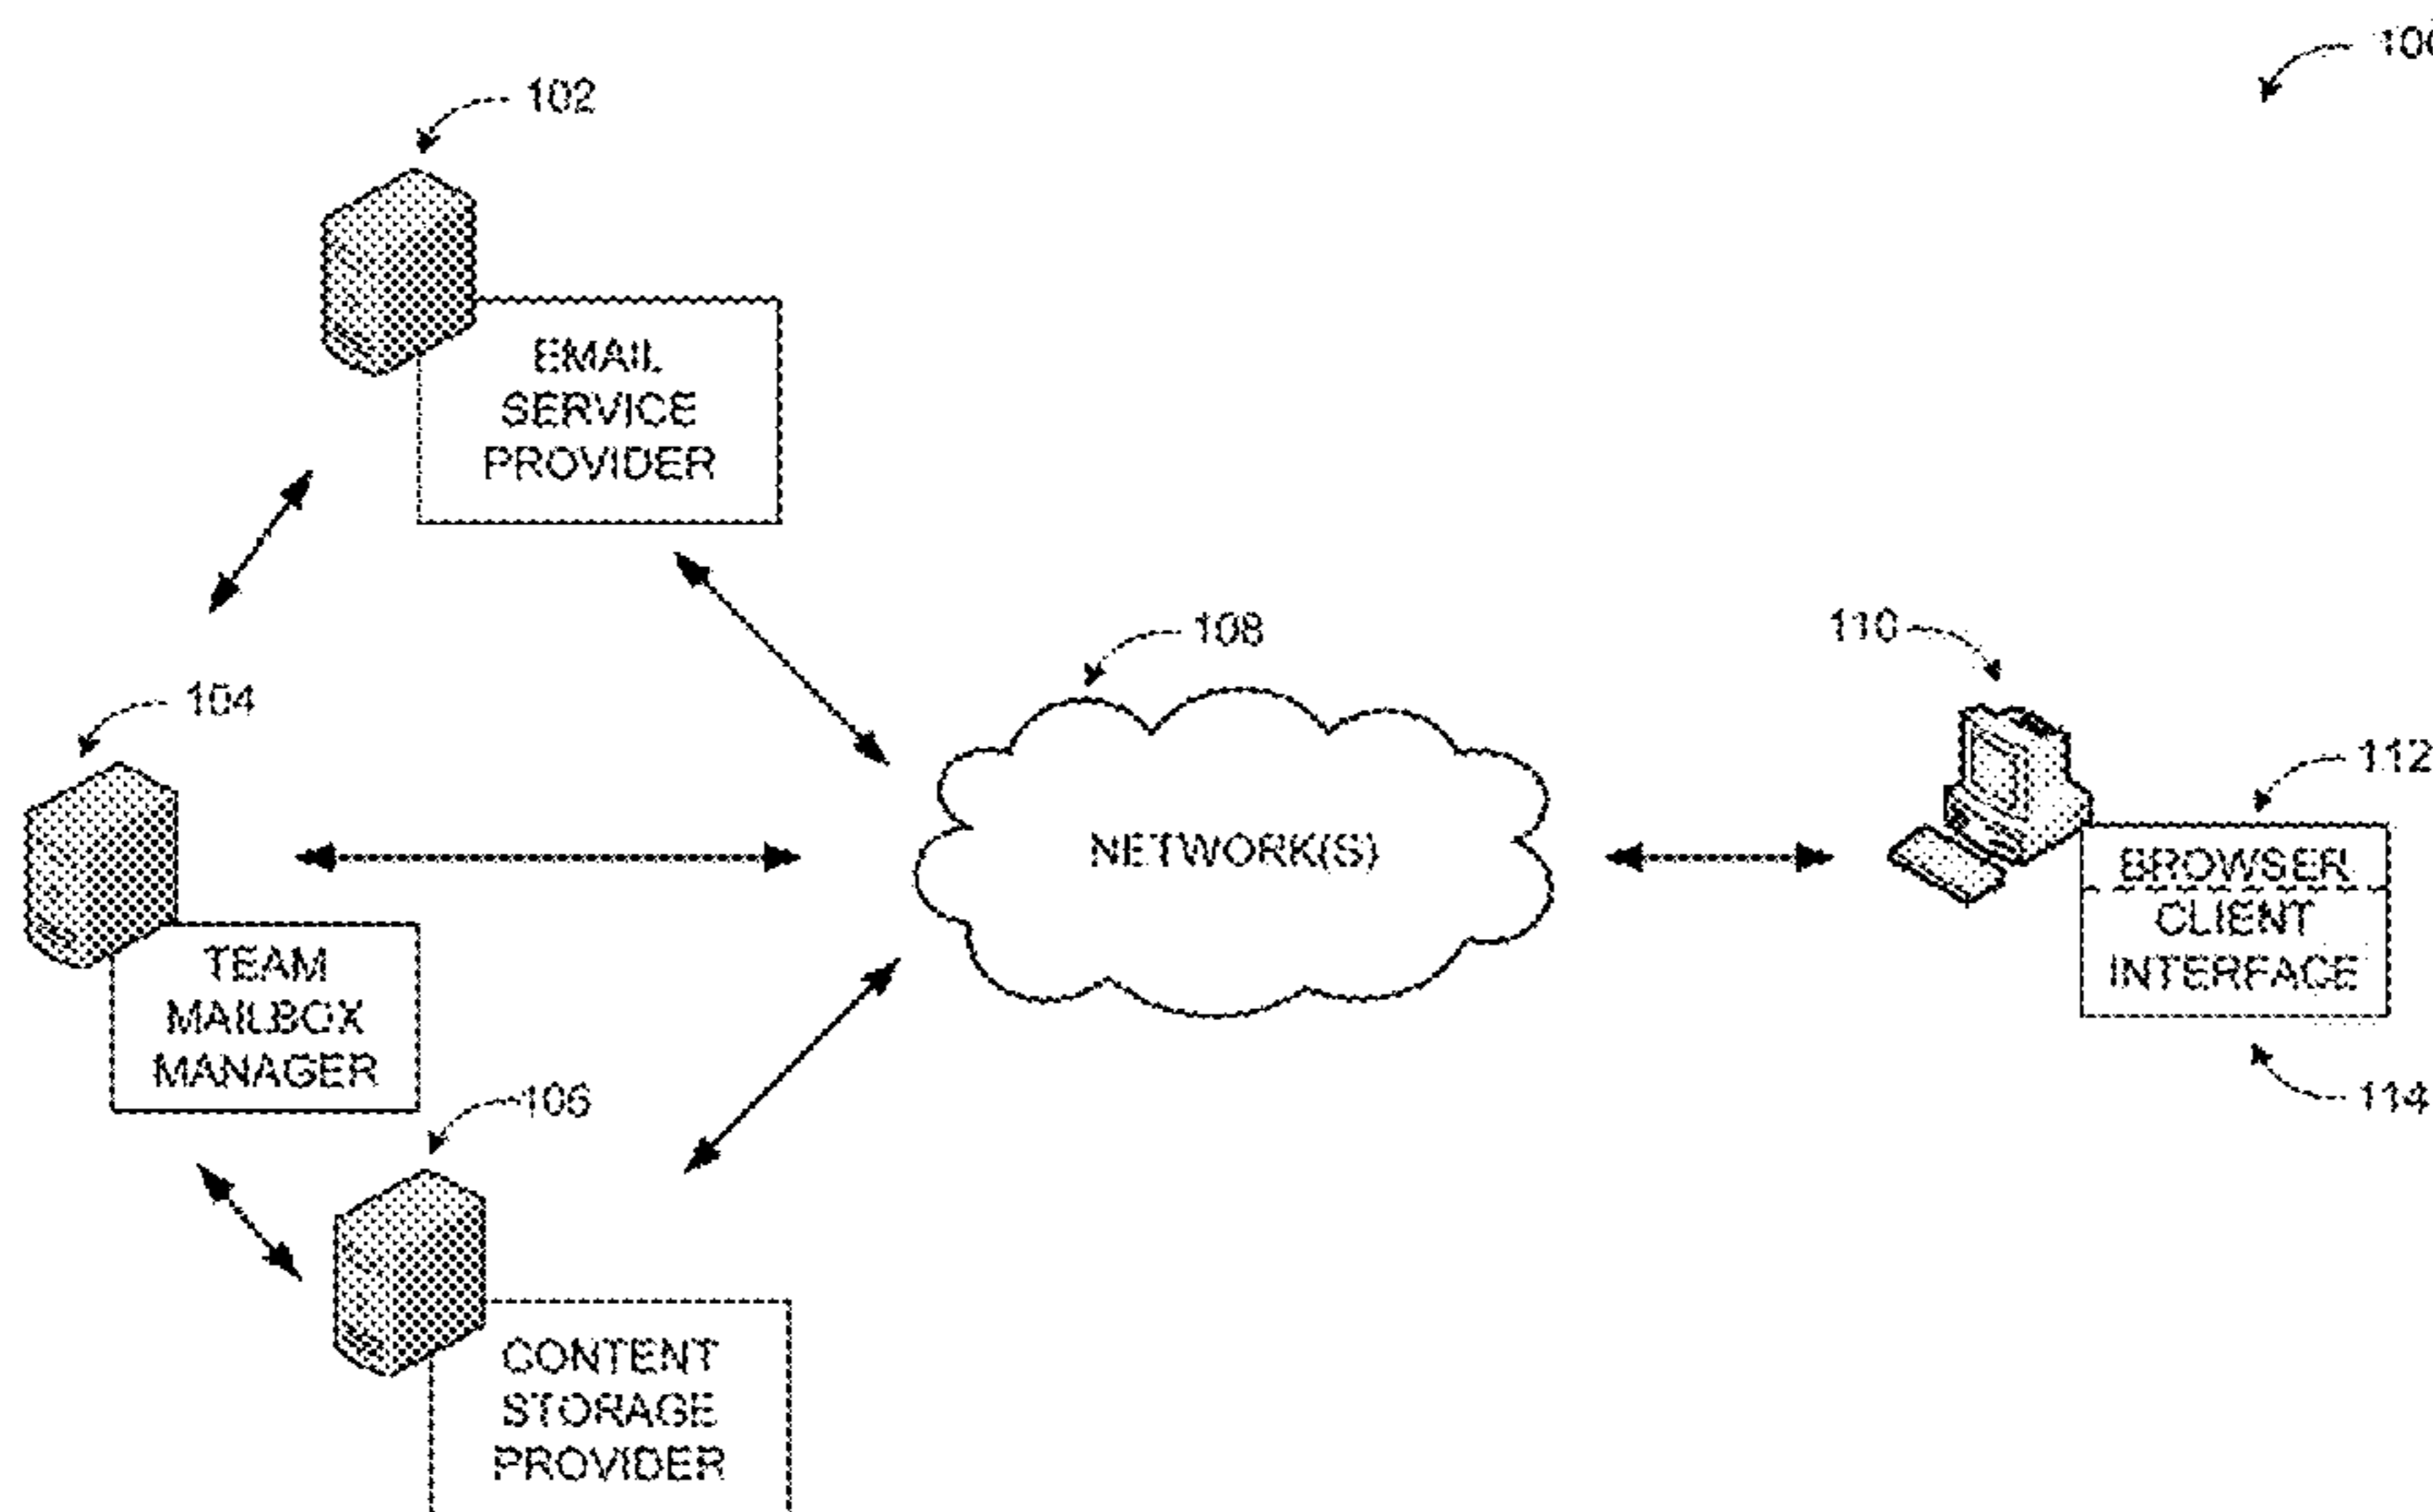 100
102
EMAIL
SERVICE
PROVIDER
108
110
104
112
NETWORK(S)
BROWSER
CLIENT
INTERFACE
TEAM
MAILBOX
MANAGER
106
114
CONTENT
STORAGE
PROVIDER